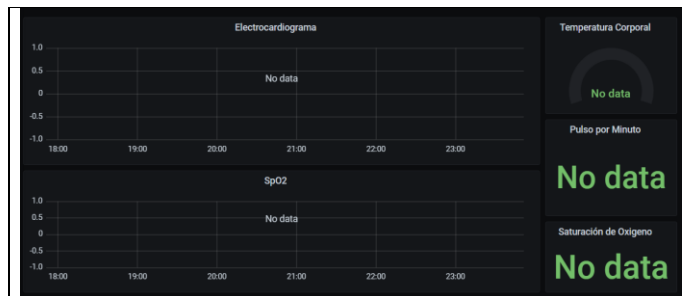 Electrocardiograma
1.0
0.5
No data
0
-0.5
-1.0
18:00 19:00 20:00 21:00 22:00 23:00
SpO2
1.0
0.5
No data
0
-0.5
-1.0
18:00 19:00 20:00 21:00 22:00 23:00
Temperatura Corporal
No data
Pulso por Minuto
No data
Saturación de Oxigeno
No data